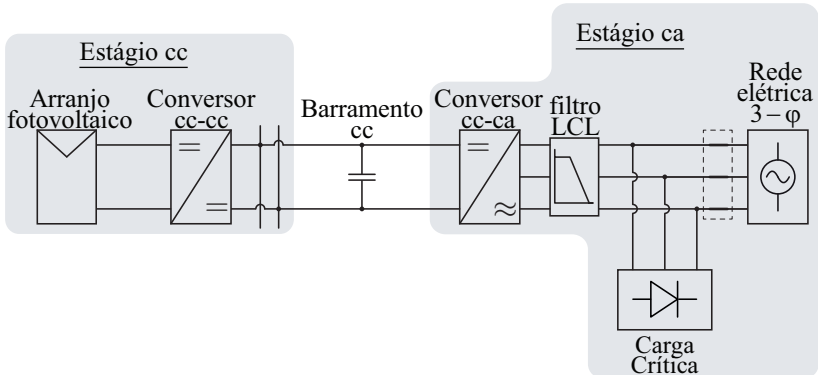 Estágio cc
Estágio ca
Arranjo
fotovoltaico
Conversor
cc-cc
Barramento
cc
Conversor
cc-ca
filtro
LCL
Rede
elétrica
3 – φ
Carga
Crítica